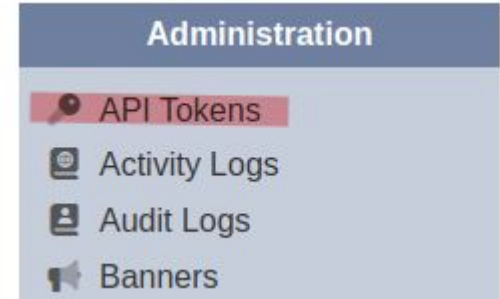 Administration
API Tokens
Activity Logs
Audit Logs
Banners